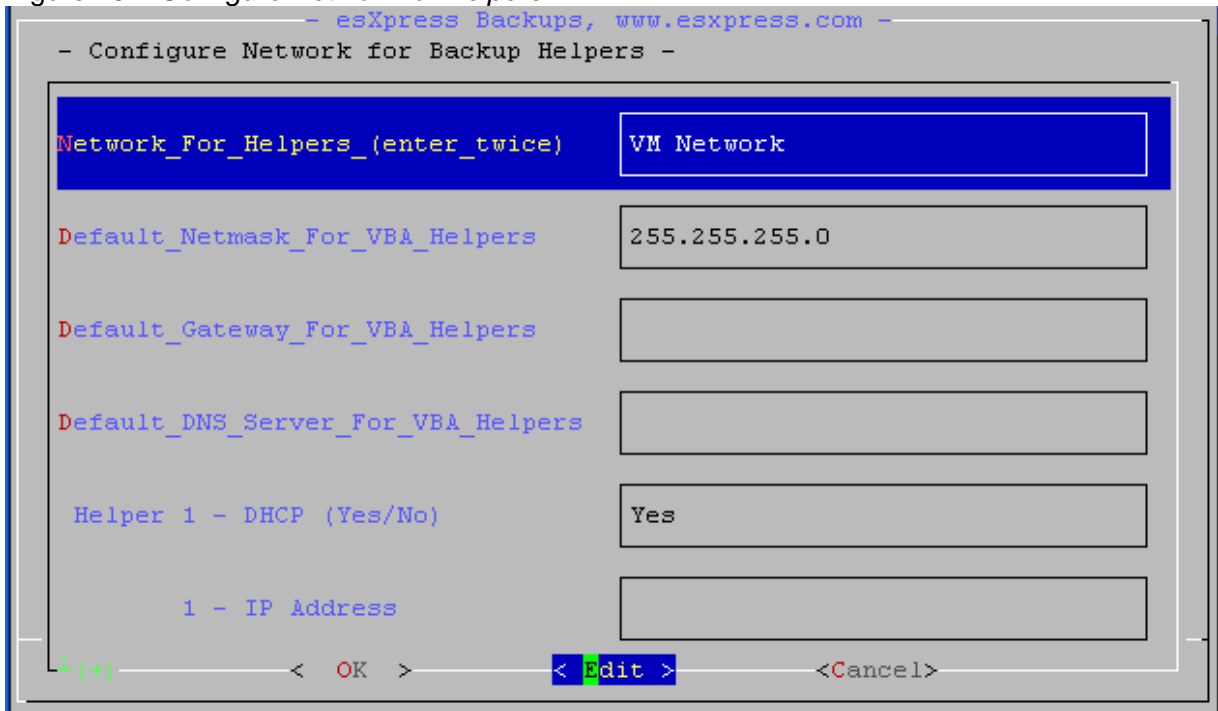 - esXpress Backups, www.esxpress.com -
- Configure Network for Backup Helpers -
Network_For_Helpers_(enter_twice) VM Network
Default_Netmask_For_VBA_Helpers 255.255.255.0
Default_Gateway_For_VBA_Helpers
Default_DNS_Server_For_VBA_Helpers
Helper 1 - DHCP (Yes/No) Yes
1 - IP Address
(+) < OK > < Edit > <Cancel>